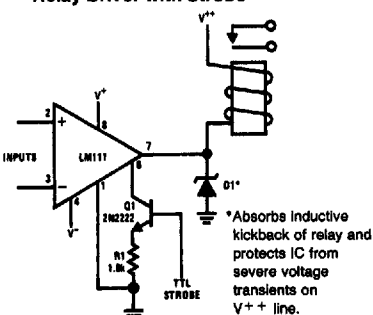 Relay Driver with Strobe
V++
V+
2
8
+
7
INPUTS
LM111
6
3
−
1
4
V−
Q1
2N2222
D1*
R1
1.0k
TTL
STROBE
*Absorbs inductive
kickback of relay and
protects IC from
severe voltage
transients on
V++ line.